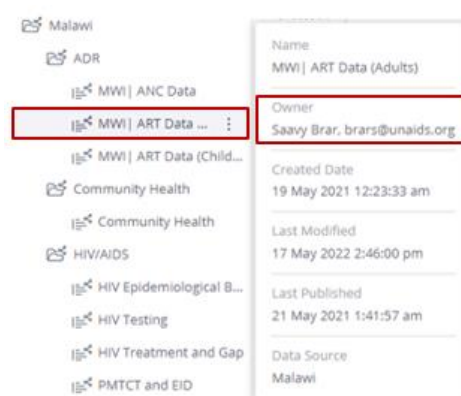 Malawi
ADR
MWI| ANC Data
MWI| ART Data ...
MWI| ART Data (Child...
Community Health
Community Health
HIV/AIDS
HIV Epidemiological B...
HIV Testing
HIV Treatment and Gap
PMTCT and EID
Name
MWI| ART Data (Adults)
Owner
Saavy Brar, brars@unaids.org
Created Date
19 May 2021 12:23:33 am
Last Modified
17 May 2022 2:46:00 pm
Last Published
21 May 2021 1:41:57 am
Data Source
Malawi